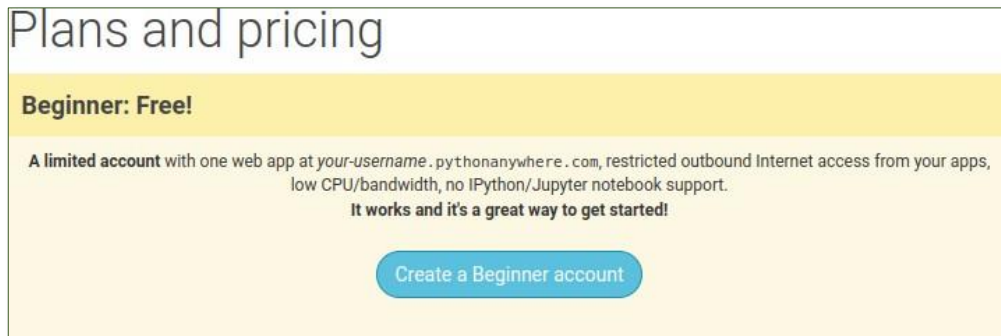 Plans and pricing
Beginner: Free!
A limited account with one web app at your-username.pythonanywhere.com, restricted outbound Internet access from your apps,
low CPU/bandwidth, no IPython/Jupyter notebook support.
It works and it's a great way to get started!
Create a Beginner account